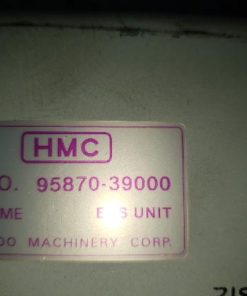 HMC
O. 95870-39000
ME UNIT
DO MACHINERY CORP.